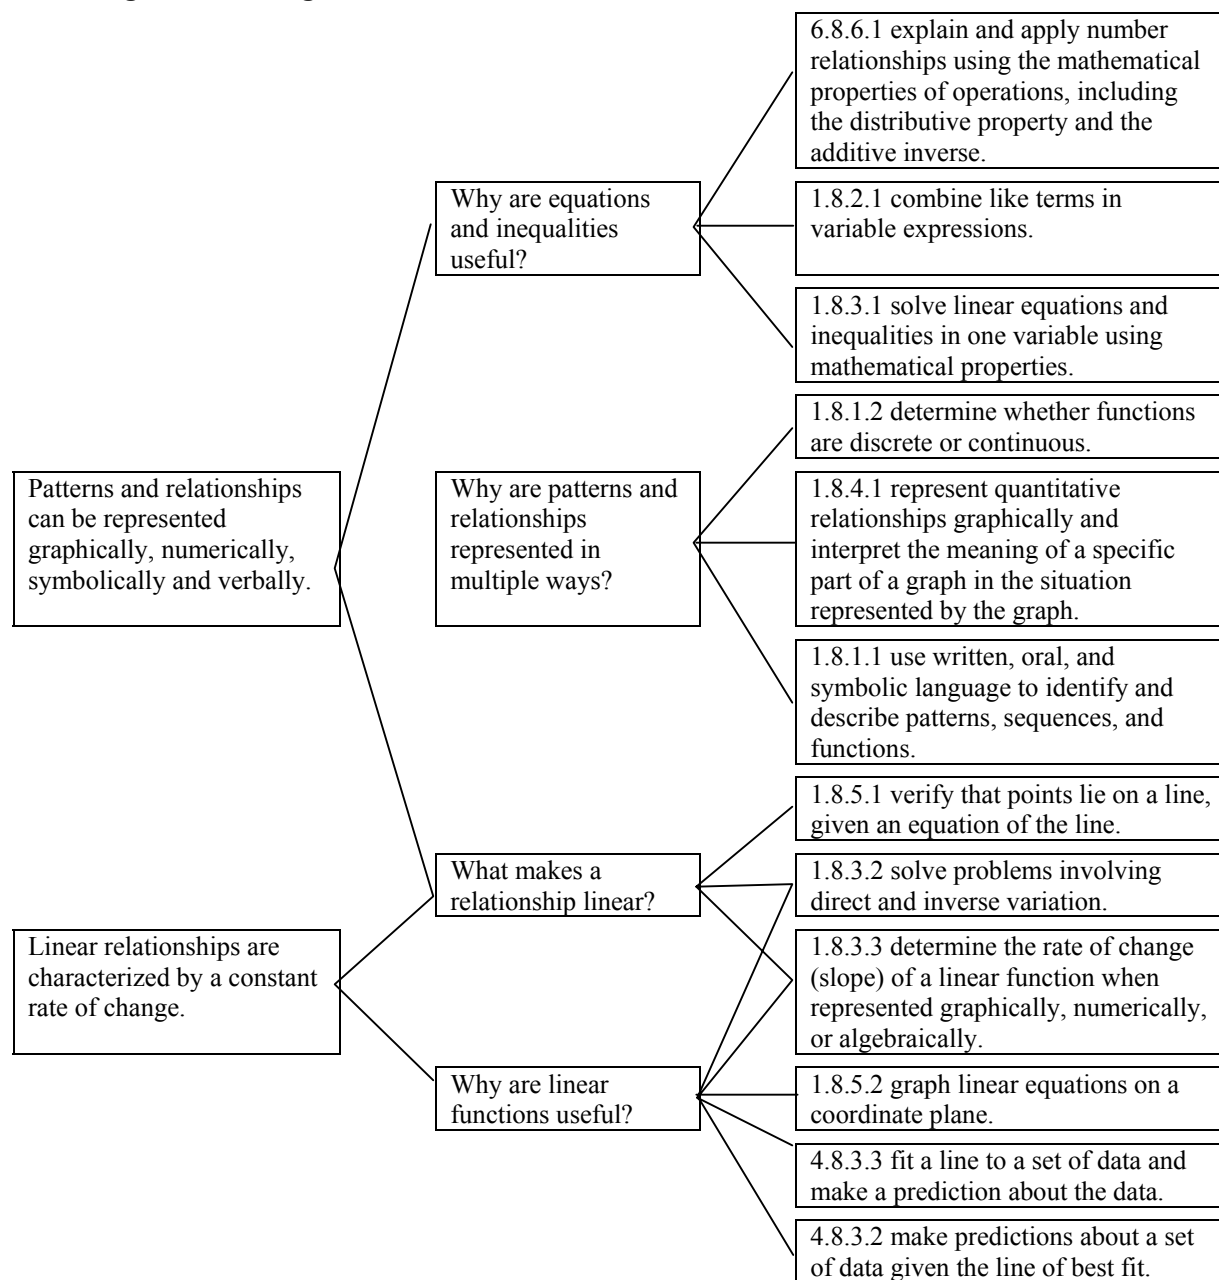 6.8.6.1 explain and apply number
relationships using the mathematical
properties of operations, including
the distributive property and the
additive inverse.
Why are equations
and inequalities
useful?
1.8.2.1 combine like terms in
variable expressions.
1.8.3.1 solve linear equations and
inequalities in one variable using
mathematical properties.
1.8.1.2 determine whether functions
are discrete or continuous.
Patterns and relationships
can be represented
graphically, numerically,
symbolically and verbally.
Why are patterns and
relationships
represented in
multiple ways?
1.8.4.1 represent quantitative
relationships graphically and
interpret the meaning of a specific
part of a graph in the situation
represented by the graph.
1.8.1.1 use written, oral, and
symbolic language to identify and
describe patterns, sequences, and
functions.
1.8.5.1 verify that points lie on a line,
given an equation of the line.
What makes a
relationship linear?
1.8.3.2 solve problems involving
direct and inverse variation.
Linear relationships are
characterized by a constant
rate of change.
1.8.3.3 determine the rate of change
(slope) of a linear function when
represented graphically, numerically,
or algebraically.
Why are linear
functions useful?
1.8.5.2 graph linear equations on a
coordinate plane.
4.8.3.3 fit a line to a set of data and
make a prediction about the data.
4.8.3.2 make predictions about a set
of data given the line of best fit.